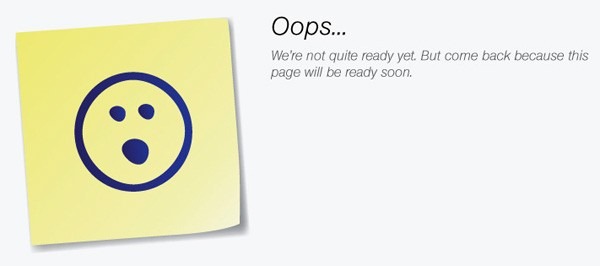 Oops...
We're not quite ready yet. But come back because this
page will be ready soon.